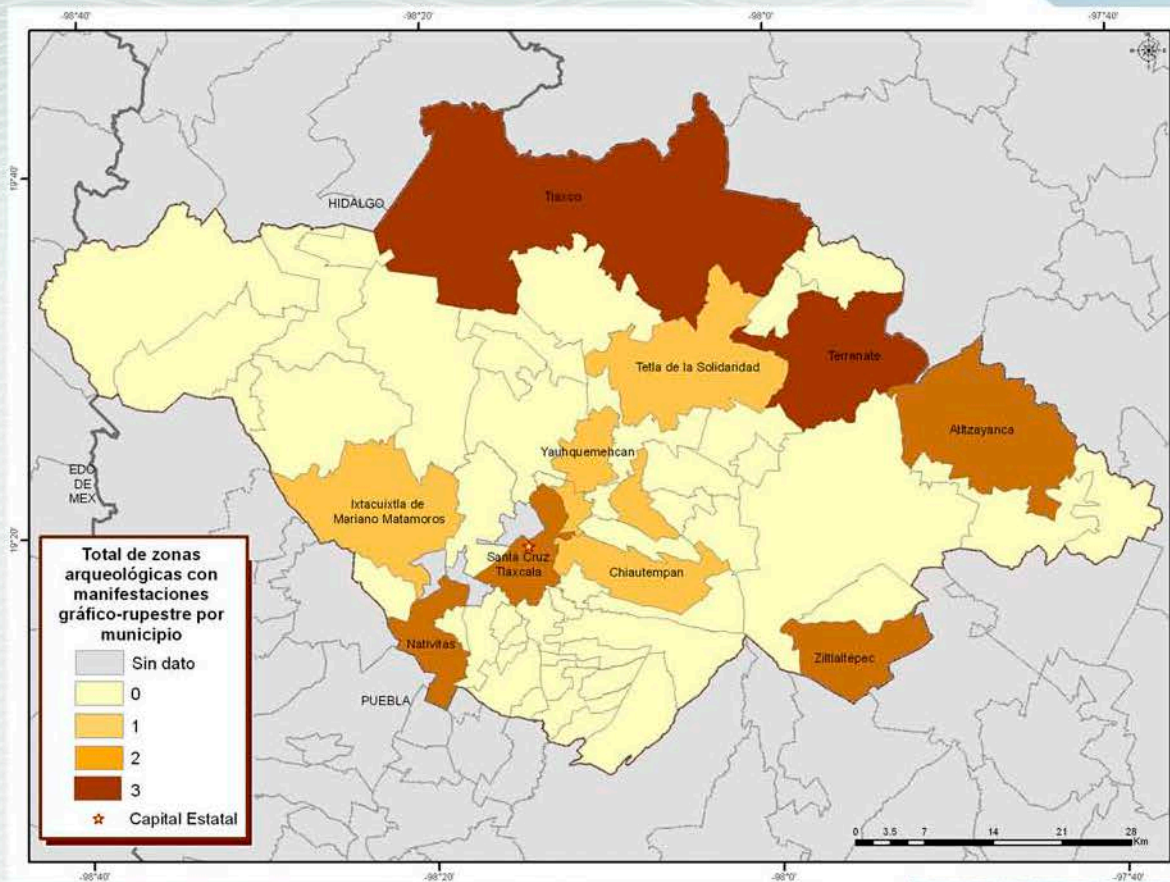 -98°40'
-98°20'
-98°0'
-97°40'
19°40'
Tlaxco
HIDALGO
Terrenate
Tetla de la Solidaridad
Altzayanca
Yauhquemehcan
EDO
DE
MEX
Ixtacuixtla de
Mariano Matamoros
19°20'
Santa Cruz
Tlaxcala
Chiautempan
Nativitas
Ziltlaltépec
PUEBLA
Total de zonas
arqueológicas con
manifestaciones
gráfico-rupestre por
municipio
Sin dato
0
1
2
3
Capital Estatal
0 3.5 7 14 21 28
Km
-98°40'
-98°20'
-98°0'
-97°40'